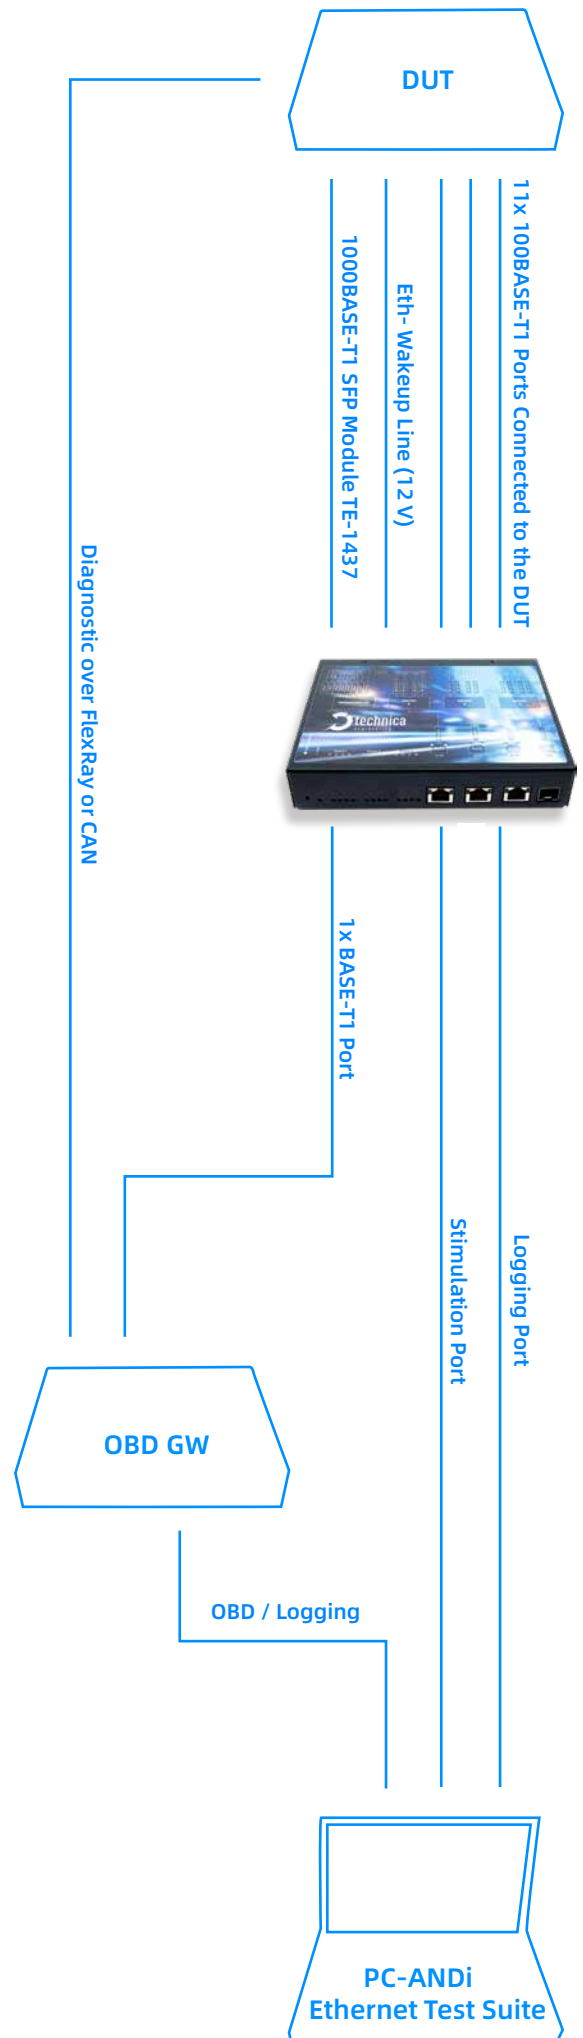 DUT
11x 100BASE-T1 Ports Connected to the DUT
Eth- Wakeup Line (12 V)
1000BASE-T1 SFP Module TE-1437
Diagnostic over FlexRay or CAN
technica
1x BASE-T1 Port
Logging Port
Stimulation Port
OBD GW
OBD / Logging
PC-ANDi
Ethernet Test Suite